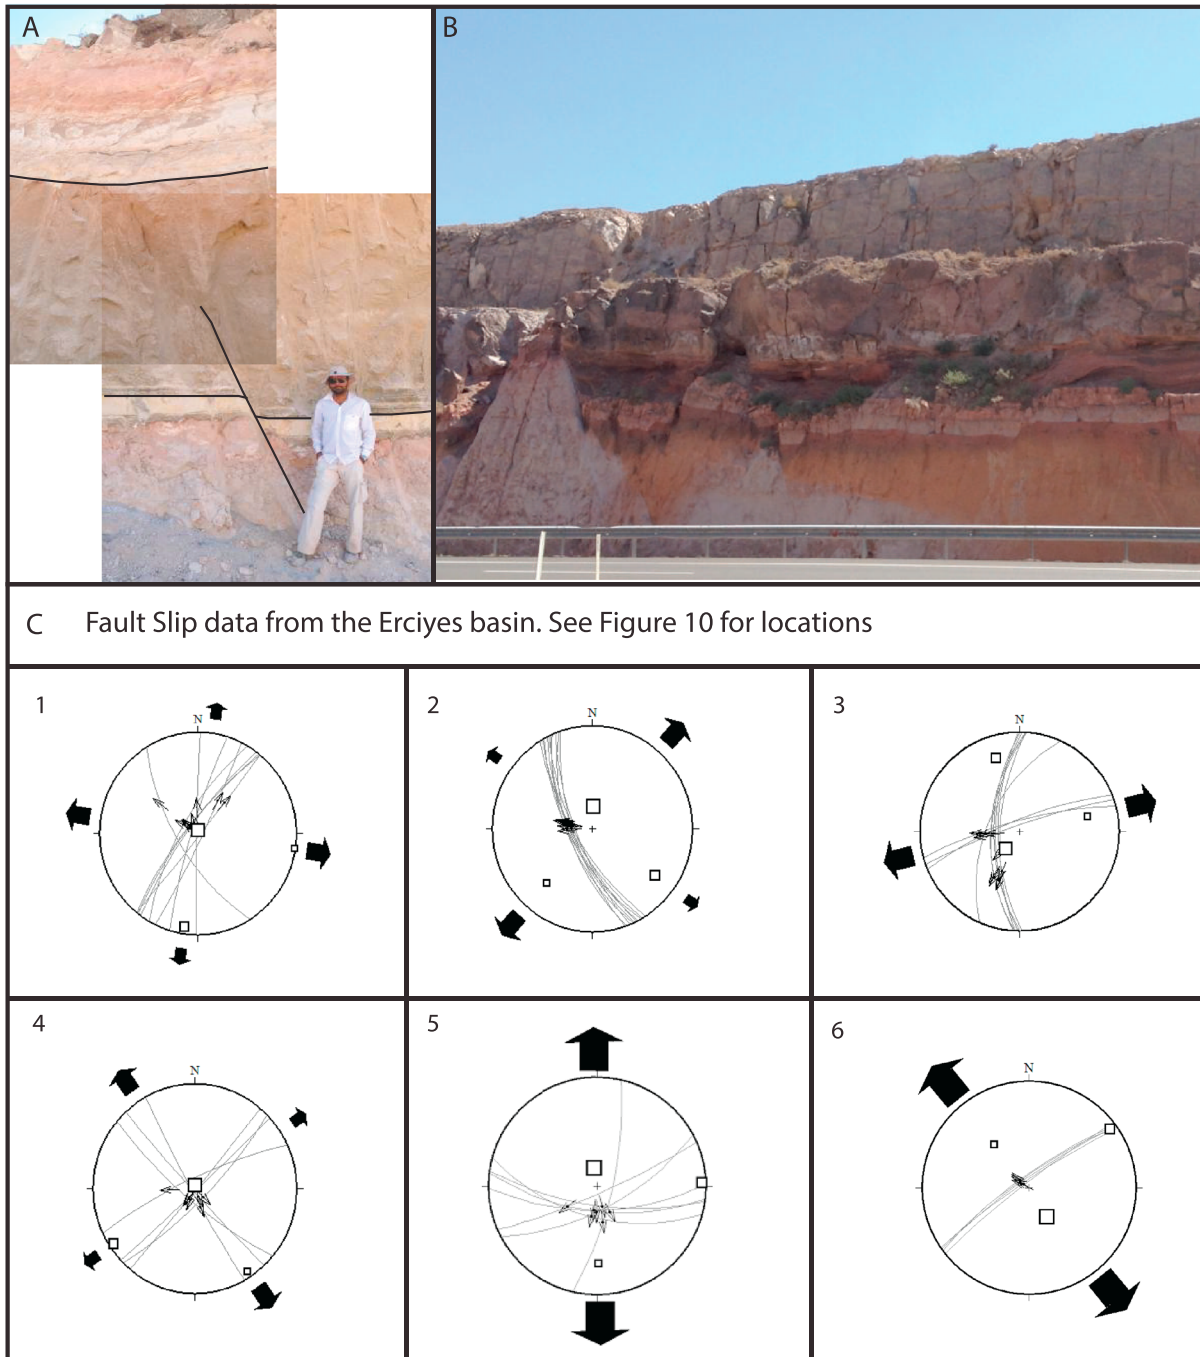 A
B
C Fault Slip data from the Erciyes basin. See Figure 10 for locations
1
N
2
N
3
N
4
N
5
6
N